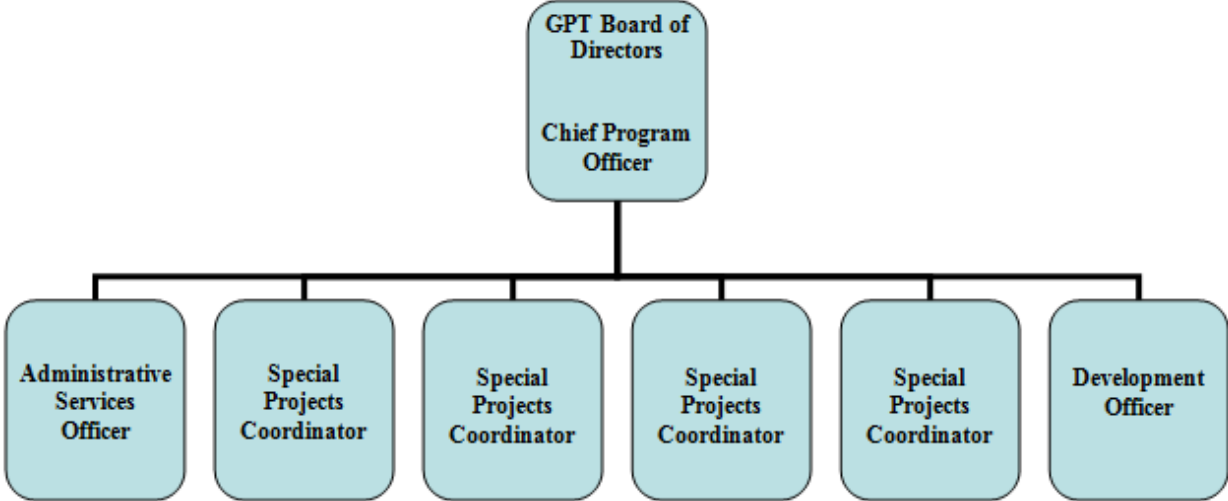 GPT Board of
Directors
Chief Program
Officer
Administrative
Services
Officer
Special
Projects
Coordinator
Special
Projects
Coordinator
Special
Projects
Coordinator
Special
Projects
Coordinator
Development
Officer